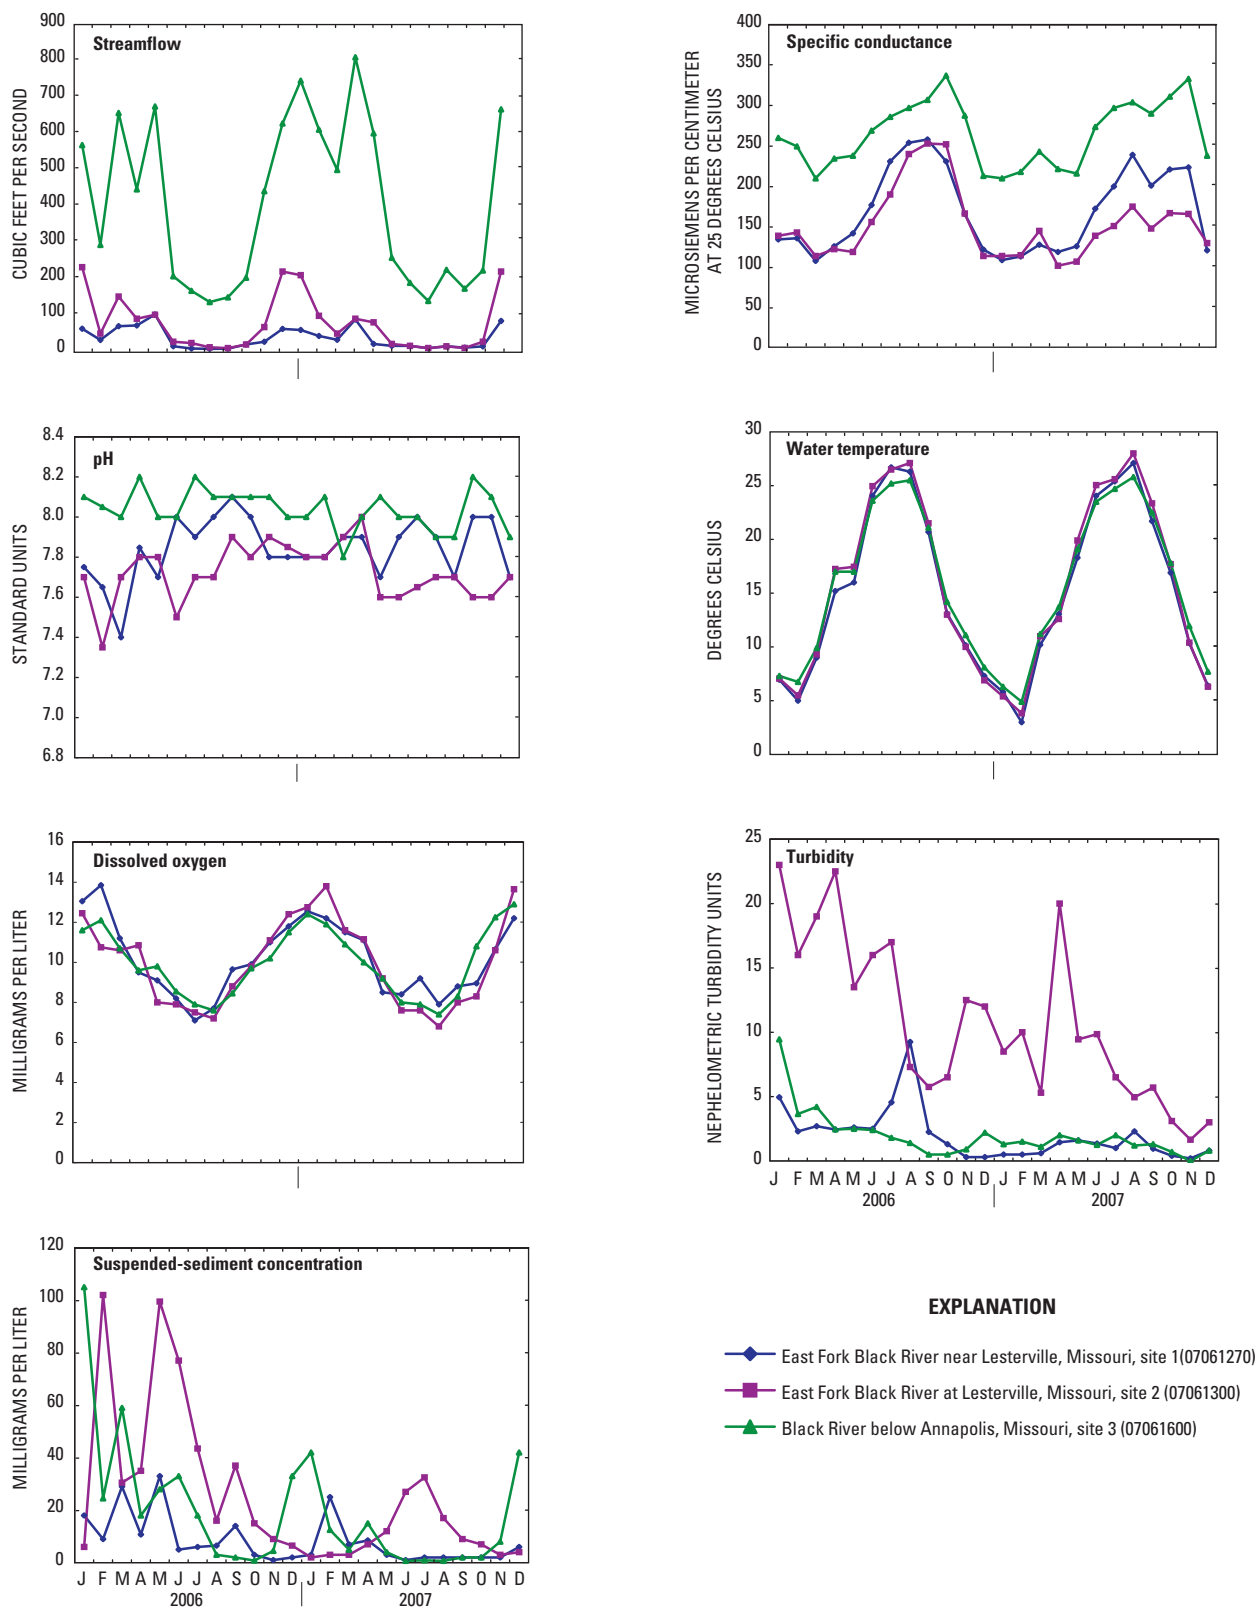 Streamflow
CUBIC FEET PER SECOND
900
800
700
600
500
400
300
200
100
0
Specific conductance
MICROSIEMENS PER CENTIMETER
AT 25 DEGREES CELSIUS
400
350
300
250
200
150
100
50
0
pH
STANDARD UNITS
8.4
8.2
8.0
7.8
7.6
7.4
7.2
7.0
6.8
Water temperature
DEGREES CELSIUS
30
25
20
15
10
5
0
Dissolved oxygen
MILLIGRAMS PER LITER
16
14
12
10
8
6
4
2
0
Turbidity
NEPHELOMETRIC TURBIDITY UNITS
25
20
15
10
5
0
J F M A M J J A S O N D J F M A M J J A S O N D
2006 2007
Suspended-sediment concentration
MILLIGRAMS PER LITER
120
100
80
60
40
20
0
J F M A M J J A S O N D J F M A M J J A S O N D
2006 2007
EXPLANATION
East Fork Black River near Lesterville, Missouri, site 1(07061270)
East Fork Black River at Lesterville, Missouri, site 2 (07061300)
Black River below Annapolis, Missouri, site 3 (07061600)